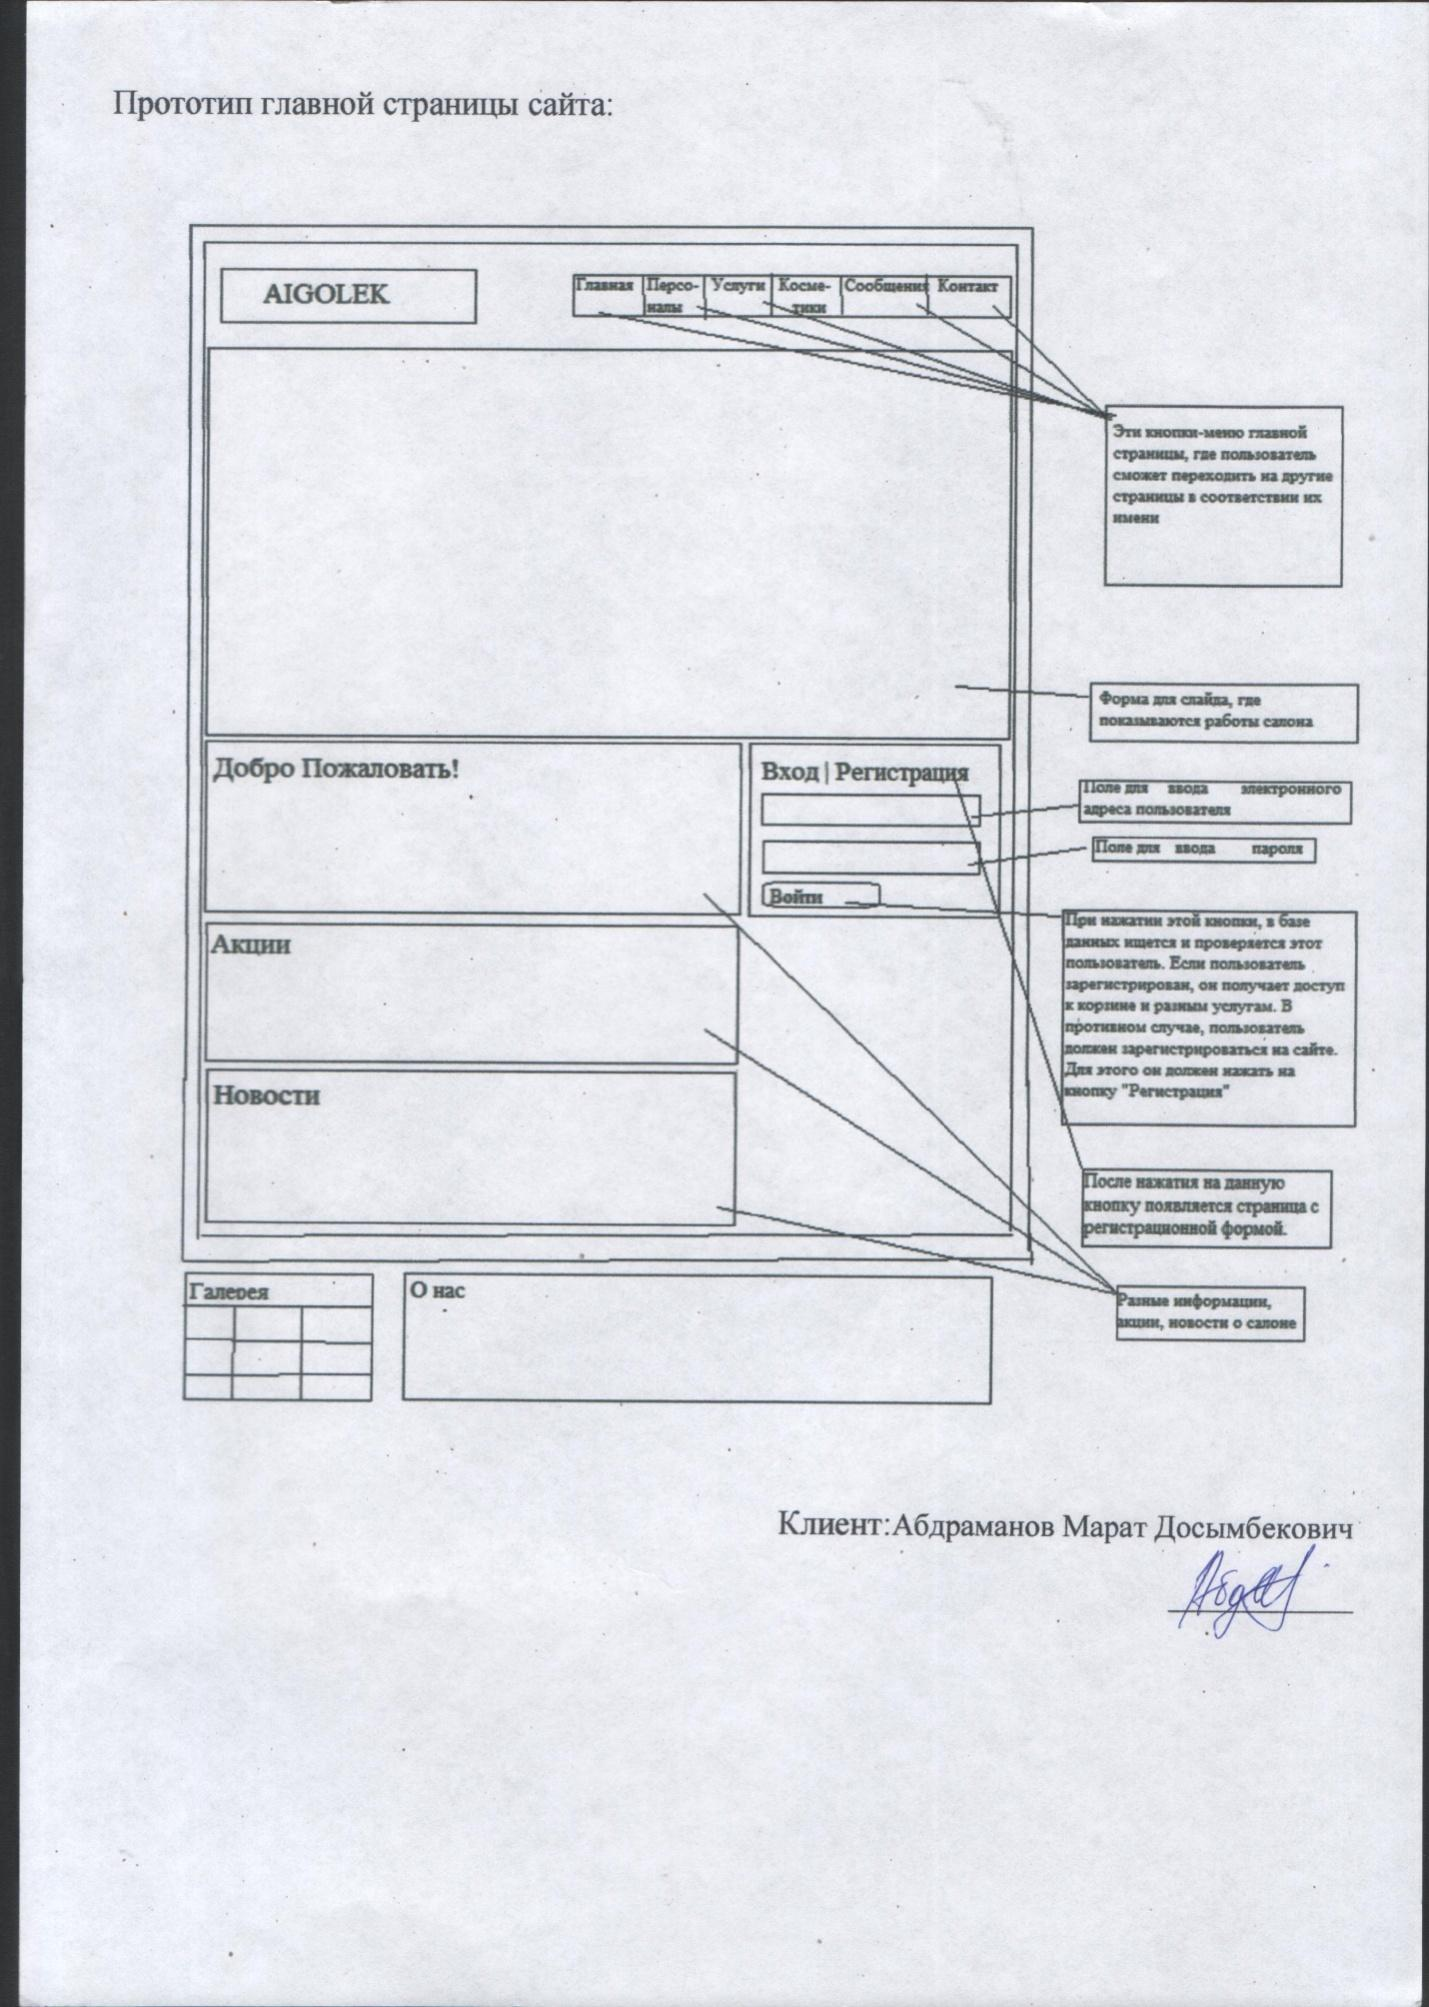 Прототип главной страницы сайта:
AIGOLEK
Главная
Персо-
налы
Услуги
Косме-
тики
Сообщения
Контакт
Эти кнопки-меню главной
страницы, где пользователь
сможет переходить на другие
страницы в соответствии их
имени
Форма для слайда, где
показываются работы салона
Добро Пожаловать!
Вход | Регистрация
Поле для ввода электронного
адреса пользователя
Поле для ввода пароля
Войти
При нажатии этой кнопки, в базе
данных ищется и проверяется этот
пользователь. Если пользователь
зарегистрирован, он получает доступ
к корзине и разным услугам. В
противном случае, пользователь
должен зарегистрироваться на сайте.
Для этого он должен нажать на
кнопку "Регистрация"
Акции
Новости
После нажатия на данную
кнопку появляется страница с
регистрационной формой.
Разные информации,
акции, новости о салоне
Галерея
О нас
Клиент:Абдраманов Марат Досымбекович